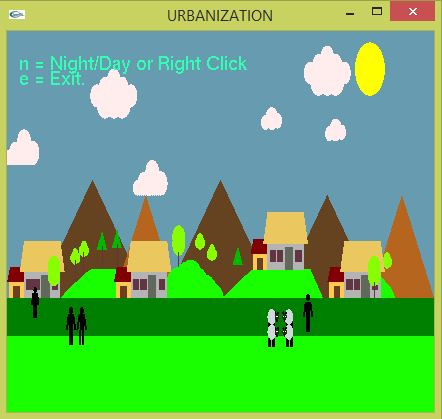 URBANIZATION
n = Night/Day or Right Click
e = Exit.